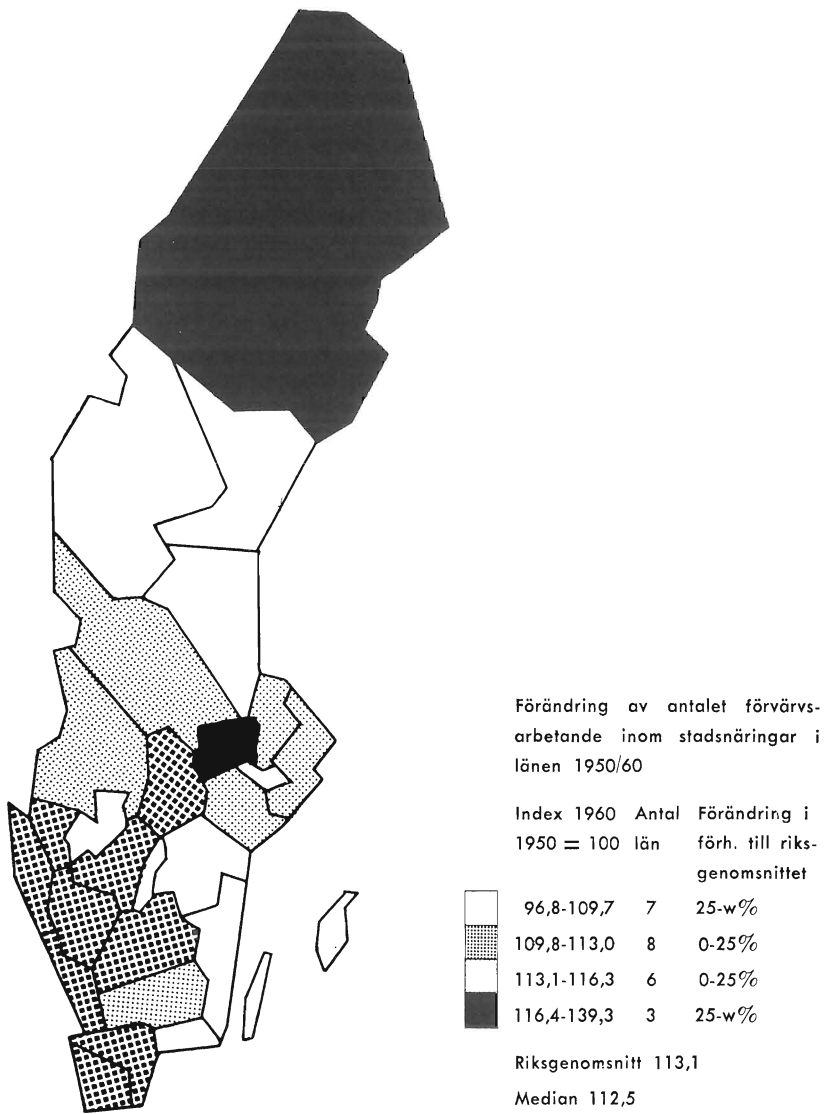 Förändring av antalet förvärvs-
arbetande inom stadsnäringar i
länen 1950/60
Index 1960 Antal Förändring i
1950 = 100 län förh. till riks-
genomsnittet
96,8-109,7 7 25-w%
109,8-113,0 8 0-25%
113,1-116,3 6 0-25%
116,4-139,3 3 25-w%
Riksgenomsnitt 113,1
Median 112,5